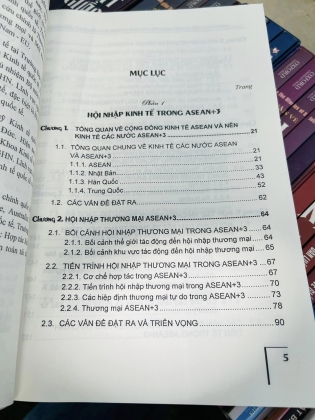 MỤC LỤC
Trang
Phần 1
HỘI NHẬP KINH TẾ TRONG ASEAN+3
Chương 1. TỔNG QUAN VỀ CỘNG ĐỒNG KINH TẾ ASEAN VÀ NỀN
KINH TẾ CÁC NƯỚC ASEAN+3 21
1.1. TỔNG QUAN CHUNG VỀ KINH TẾ CÁC NƯỚC ASEAN
VÀ ASEAN+3 21
1.1.1. ASEAN 21
1.1.2. Nhật Bản 33
1.1.3. Hàn Quốc 43
1.1.4. Trung Quốc 52
1.2. CÁC VẤN ĐỀ ĐẶT RA 62
Chương 2. HỘI NHẬP THƯƠNG MẠI ASEAN+3 64
2.1. BỐI CẢNH HỘI NHẬP THƯƠNG MẠI TRONG ASEAN+3 64
2.1.1. Bối cảnh thế giới tác động đến hội nhập thương mại 64
2.1.2. Bối cảnh khu vực tác động đến hội nhập thương mại 65
2.2. TIẾN TRÌNH HỘI NHẬP THƯƠNG MẠI TRONG ASEAN+3 67
2.2.1. Cơ chế hợp tác trong ASEAN+3 67
2.2.2. Tiến trình hội nhập thương mại trong ASEAN+3 70
2.2.3. Các hiệp định thương mại tự do trong ASEAN+3 73
2.2.4. Thương mại ASEAN+3 78
2.3. CÁC VẤN ĐỀ ĐẶT RA VÀ TRIỂN VỌNG 90
5